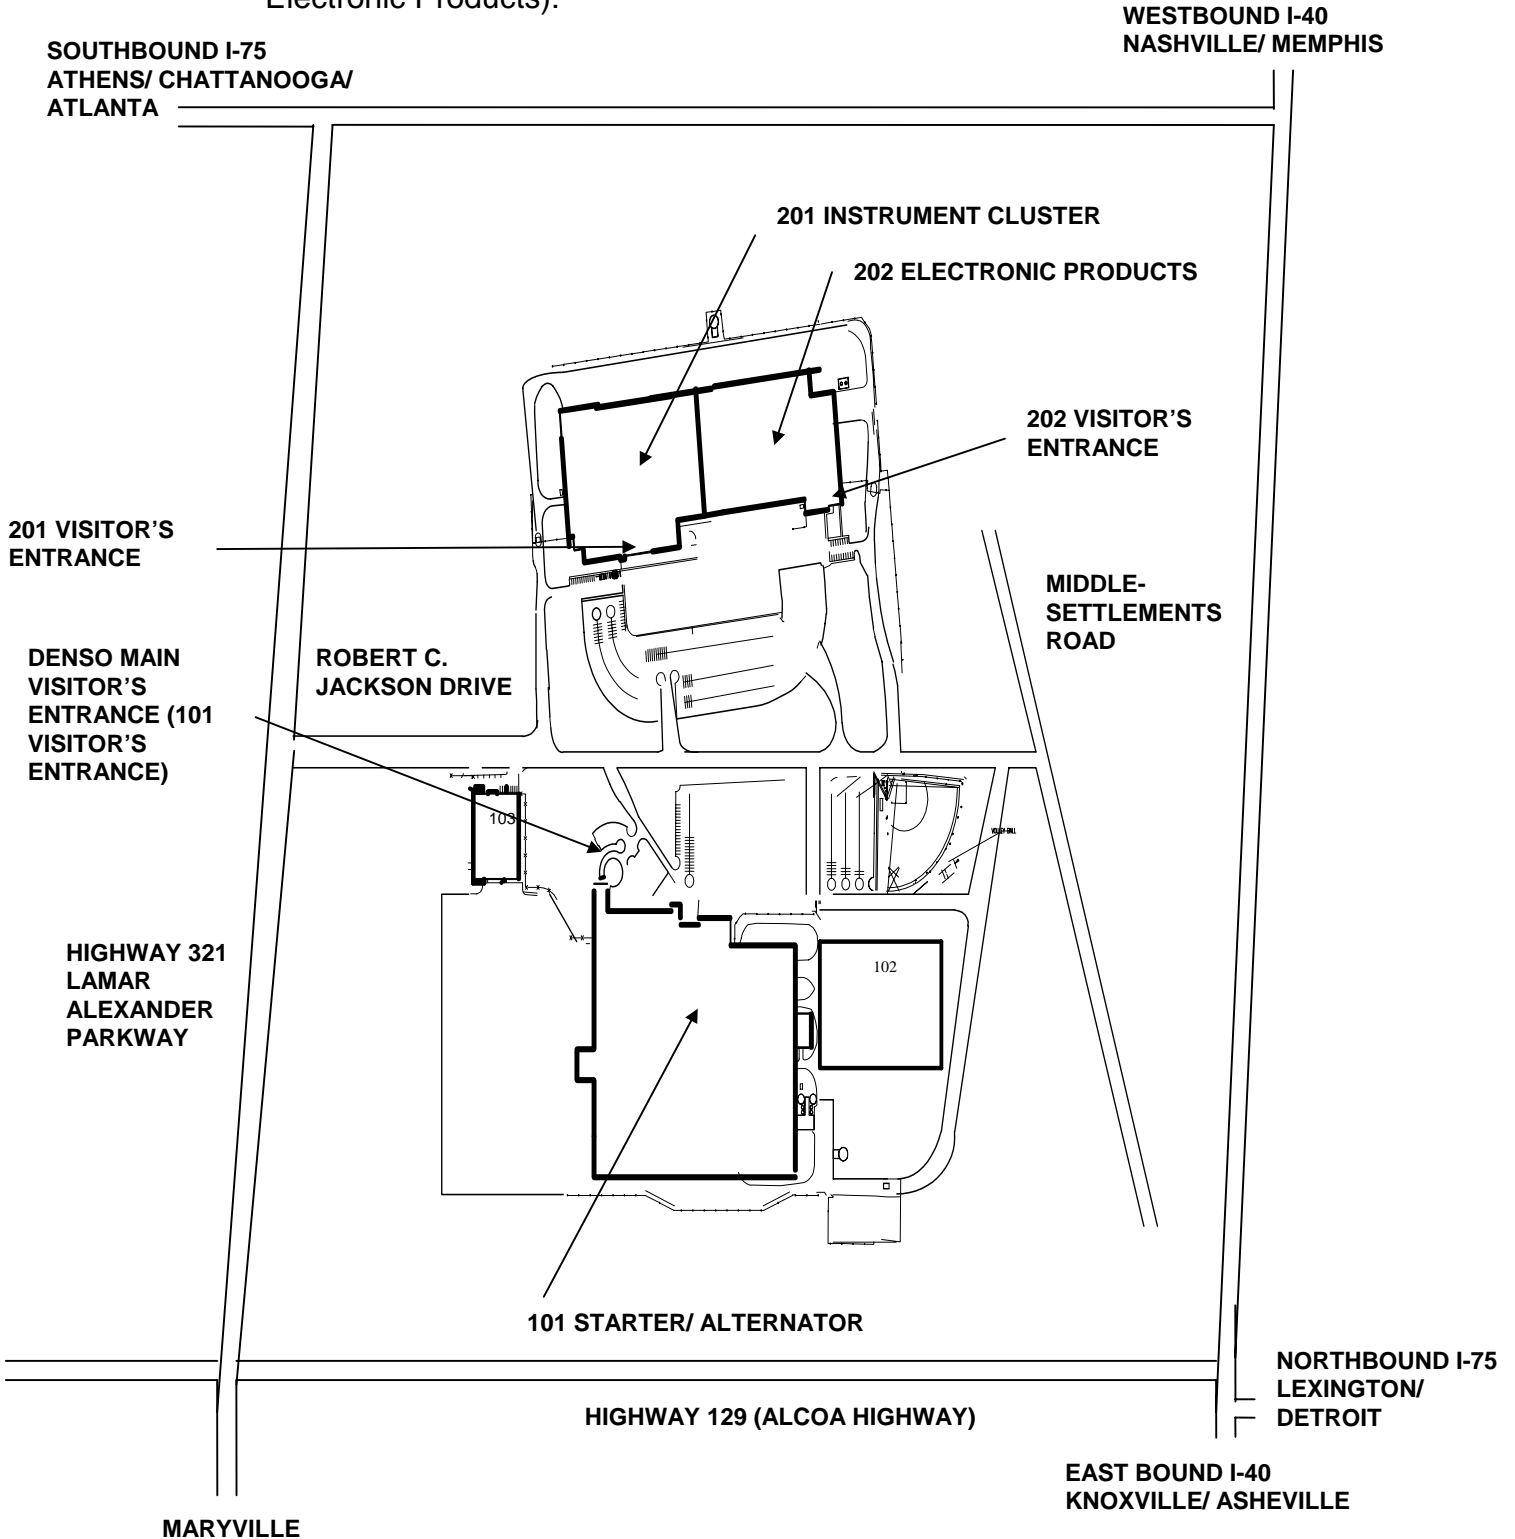 Electronic Products).
WESTBOUND I-40
NASHVILLE/ MEMPHIS
SOUTHBOUND I-75
ATHENS/ CHATTANOOGA/
ATLANTA
201 INSTRUMENT CLUSTER
202 ELECTRONIC PRODUCTS
202 VISITOR’S
ENTRANCE
201 VISITOR’S
ENTRANCE
MIDDLE-
SETTLEMENTS
ROAD
DENSO MAIN
VISITOR’S
ENTRANCE (101
VISITOR’S
ENTRANCE)
ROBERT C.
JACKSON DRIVE
103
VOLLEY-BALL
HIGHWAY 321
LAMAR
ALEXANDER
PARKWAY
102
101 STARTER/ ALTERNATOR
NORTHBOUND I-75
LEXINGTON/
DETROIT
HIGHWAY 129 (ALCOA HIGHWAY)
EAST BOUND I-40
KNOXVILLE/ ASHEVILLE
MARYVILLE